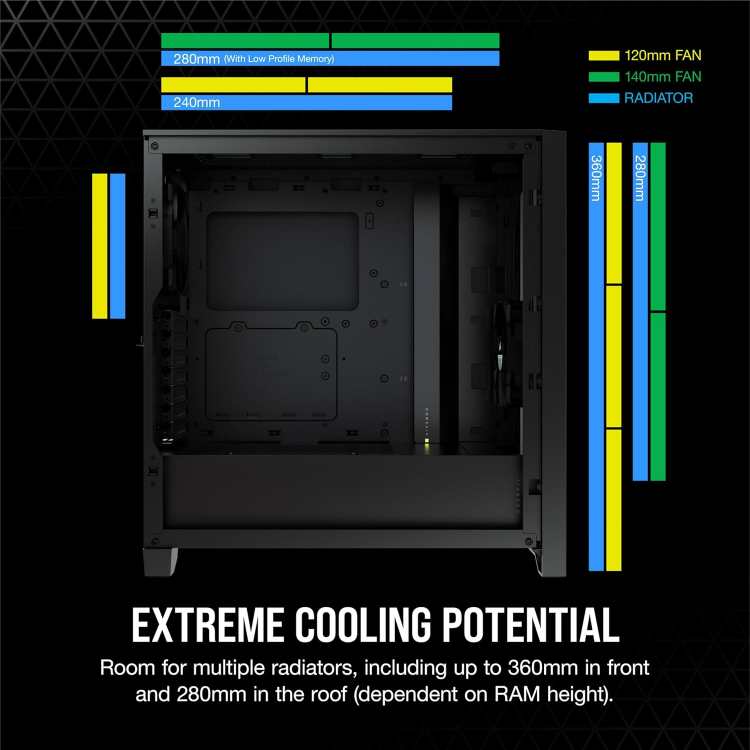 280mm (With Low Profile Memory)
240mm
120mm FAN
140mm FAN
RADIATOR
360mm
280mm
EXTREME COOLING POTENTIAL
Room for multiple radiators, including up to 360mm in front
and 280mm in the roof (dependent on RAM height).